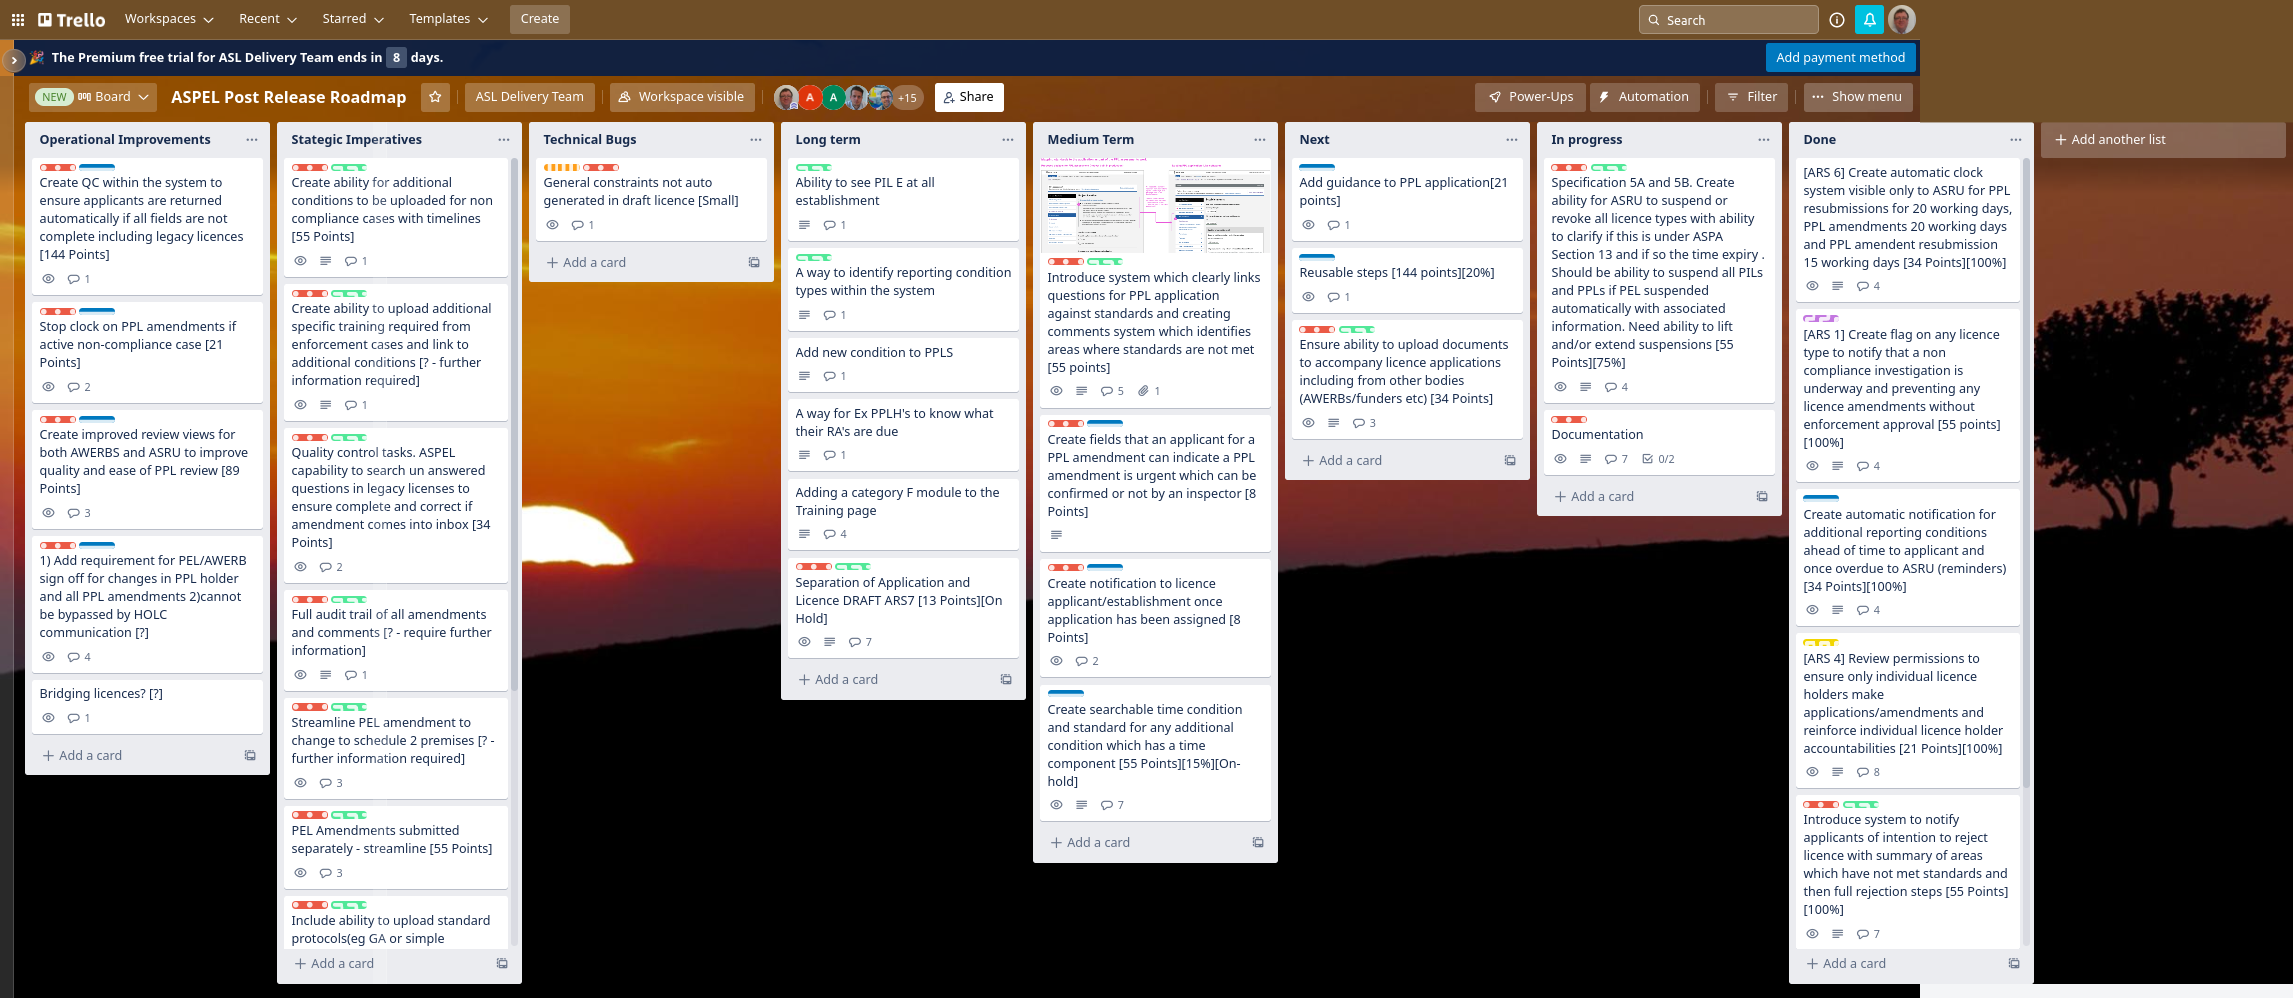 Trello
Workspaces
Recent
Starred
Templates
Create
Search
The Premium free trial for ASL Delivery Team ends in 8 days.
Add payment method
NEW
Board
ASPEL Post Release Roadmap
ASL Delivery Team
Workspace visible
A
A
+15
Share
Power-Ups
Automation
Filter
Show menu
Operational Improvements
Create QC within the system to
ensure applicants are returned
automatically if all fields are not
complete including legacy licences
[144 Points]
1
Stop clock on PPL amendments if
active non-compliance case [21
Points]
2
Create improved review views for
both AWERBS and ASRU to improve
quality and ease of PPL review [89
Points]
3
1) Add requirement for PEL/AWERB
sign off for changes in PPL holder
and all PPL amendments 2)cannot
be bypassed by HOLC
communication [?]
4
Bridging licences? [?]
1
Add a card
Stategic Imperatives
Create ability for additional
conditions to be uploaded for non
compliance cases with timelines
[55 Points]
1
Create ability to upload additional
specific training required from
enforcement cases and link to
additional conditions [? - further
information required]
1
Quality control tasks. ASPEL
capability to search un answered
questions in legacy licenses to
ensure complete and correct if
amendment comes into inbox [34
Points]
2
Full audit trail of all amendments
and comments [? - require further
information]
1
Streamline PEL amendment to
change to schedule 2 premises [? -
further information required]
3
PEL Amendments submitted
separately - streamline [55 Points]
3
Include ability to upload standard
protocols(eg GA or simple
Add a card
Technical Bugs
General constraints not auto
generated in draft licence [Small]
1
Add a card
Long term
Ability to see PIL E at all
establishment
1
A way to identify reporting condition
types within the system
1
Add new condition to PPLS
1
A way for Ex PPLH's to know what
their RA's are due
1
Adding a category F module to the
Training page
4
Separation of Application and
Licence DRAFT ARS7 [13 Points][On
Hold]
7
Add a card
Medium Term
Introduce system which clearly links
questions for PPL application
against standards and creating
comments system which identifies
areas where standards are not met
[55 points]
5
1
Create fields that an applicant for a
PPL amendment can indicate a PPL
amendment is urgent which can be
confirmed or not by an inspector [8
Points]
Create notification to licence
applicant/establishment once
application has been assigned [8
Points]
2
Create searchable time condition
and standard for any additional
condition which has a time
component [55 Points][15%][On-
hold]
7
Add a card
Next
Add guidance to PPL application[21
points]
1
Reusable steps [144 points][20%]
1
Ensure ability to upload documents
to accompany licence applications
including from other bodies
(AWERBs/funders etc) [34 Points]
3
Add a card
In progress
Specification 5A and 5B. Create
ability for ASRU to suspend or
revoke all licence types with ability
to clarify if this is under ASPA
Section 13 and if so the time expiry .
Should be ability to suspend all PILs
and PPLs if PEL suspended
automatically with associated
information. Need ability to lift
and/or extend suspensions [55
Points][75%]
4
Documentation
7
0/2
Add a card
Done
[ARS 6] Create automatic clock
system visible only to ASRU for PPL
resubmissions for 20 working days,
PPL amendments 20 working days
and PPL amendent resubmission
15 working days [34 Points][100%]
4
[ARS 1] Create flag on any licence
type to notify that a non
compliance investigation is
underway and preventing any
licence amendments without
enforcement approval [55 points]
[100%]
4
Create automatic notification for
additional reporting conditions
ahead of time to applicant and
once overdue to ASRU (reminders)
[34 Points][100%]
4
[ARS 4] Review permissions to
ensure only individual licence
holders make
applications/amendments and
reinforce individual licence holder
accountabilities [21 Points][100%]
8
Introduce system to notify
applicants of intention to reject
licence with summary of areas
which have not met standards and
then full rejection steps [55 Points]
[100%]
7
Add a card
Add another list